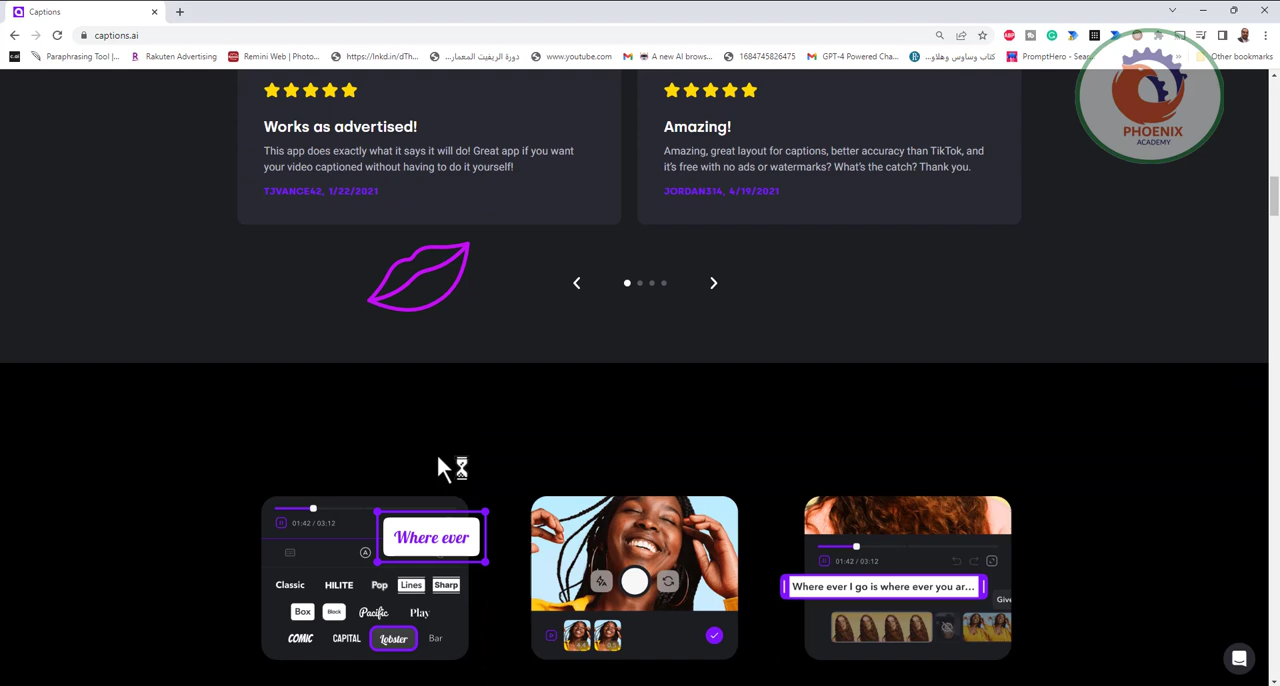 Captions
captions.ai
c.ai
Paraphrasing Tool |...
Rakuten Advertising
Remini Web | Photo...
https://lnkd.in/dTh...
دورة الريفيت المعمار...
www.youtube.com
A new AI brows...
1684745826475
GPT-4 Powered Cha...
كتاب وساوس وهلاو...
PromptHero - Sear
Other bookmarks
PHOENIX
ACADEMY
Works as advertised!
This app does exactly what it says it will do! Great app if you want
your video captioned without having to do it yourself!
TJVANCE42, 1/22/2021
Amazing!
Amazing, great layout for captions, better accuracy than TikTok, and
it's free with no ads or watermarks? What's the catch? Thank you.
JORDAN314, 4/19/2021
01:42 / 03:12
Where ever
Classic HILITE Pop Lines Sharp
Box Block Pacific Play
COMIC CAPITAL Lobster Bar
01:42 / 03:12
Where ever I go is where ever you ar...
Give